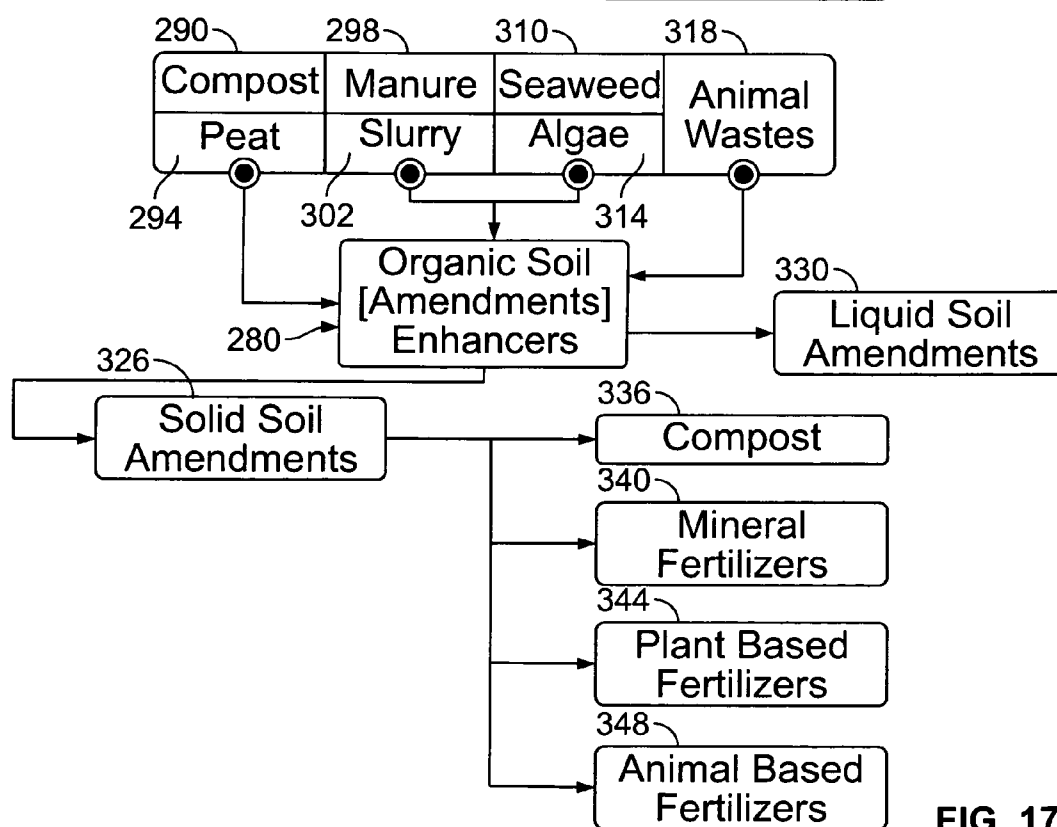 290
298
310
318
Compost
Manure
Seaweed
Animal
Wastes
Peat
Slurry
Algae
294
302
314
Organic Soil
[Amendments]
Enhancers
280
330
Liquid Soil
Amendments
326
Solid Soil
Amendments
336
Compost
340
Mineral
Fertilizers
344
Plant Based
Fertilizers
348
Animal Based
Fertilizers
FIG. 17